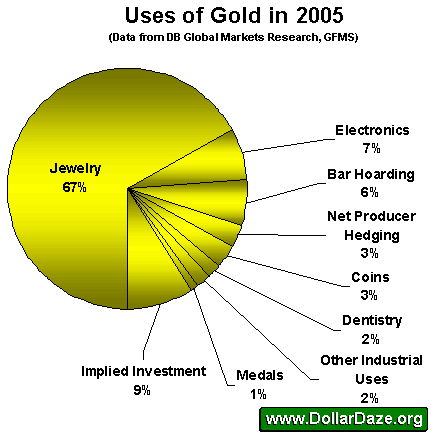 Uses of Gold in 2005
(Data from DB Global Markets Research, GFMS)
Jewelry
67%
Electronics
7%
Bar Hoarding
6%
Net Producer
Hedging
3%
Coins
3%
Dentistry
2%
Other Industrial
Uses
2%
Medals
1%
Implied Investment
9%
www.DollarDaze.org